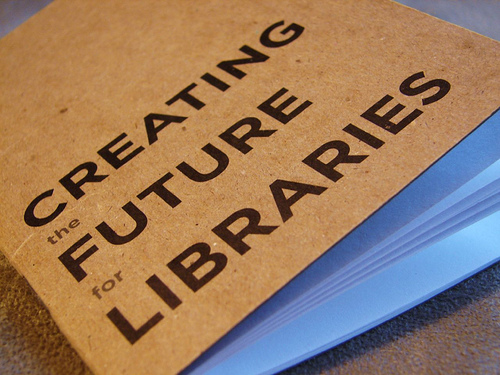 CREATING
the
FUTURE
for
LIBRARIES